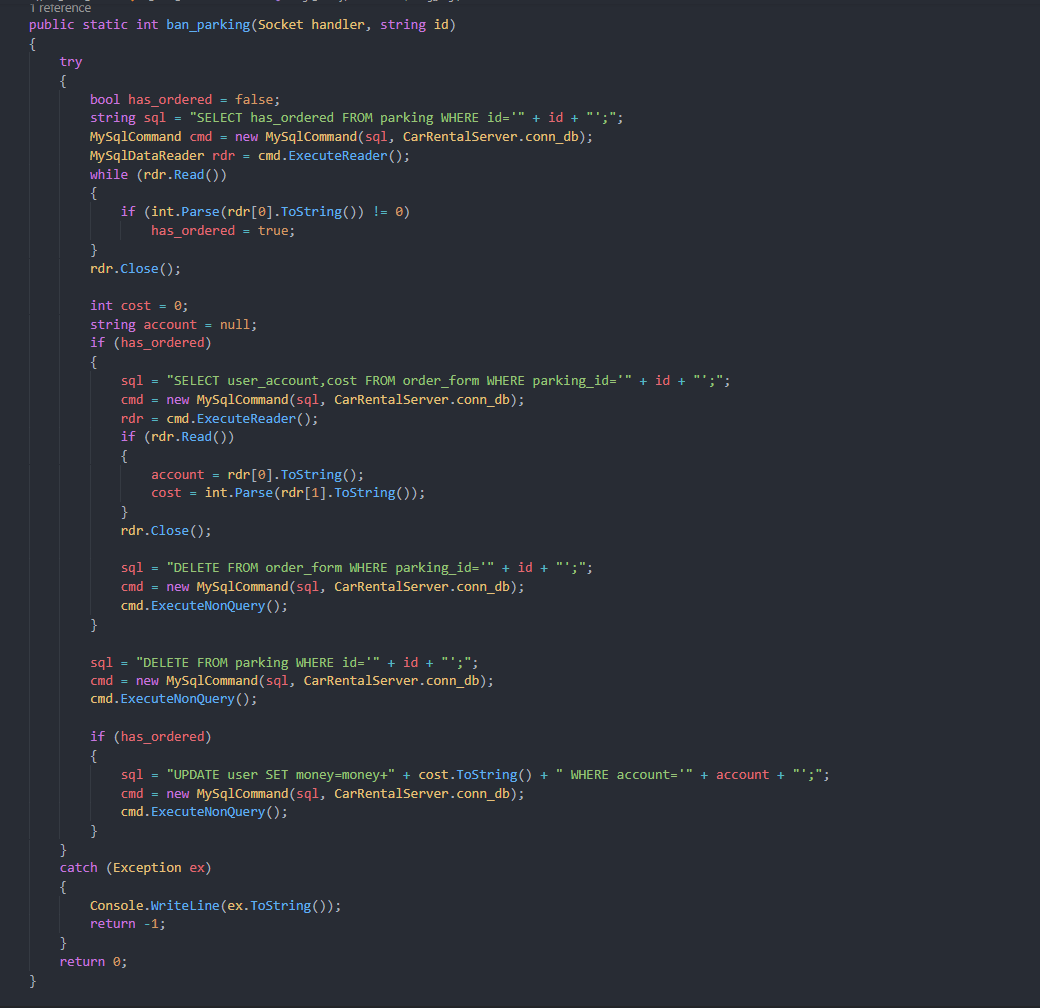 1 reference
public static int ban_parking(Socket handler, string id)
{
    try
    {
        bool has_ordered = false;
        string sql = "SELECT has_ordered FROM parking WHERE id='" + id + "';";
        MySqlCommand cmd = new MySqlCommand(sql, CarRentalServer.conn_db);
        MySqlDataReader rdr = cmd.ExecuteReader();
        while (rdr.Read())
        {
            if (int.Parse(rdr[0].ToString()) != 0)
                has_ordered = true;
        }
        rdr.Close();

        int cost = 0;
        string account = null;
        if (has_ordered)
        {
            sql = "SELECT user_account,cost FROM order_form WHERE parking_id='" + id + "';";
            cmd = new MySqlCommand(sql, CarRentalServer.conn_db);
            rdr = cmd.ExecuteReader();
            if (rdr.Read())
            {
                account = rdr[0].ToString();
                cost = int.Parse(rdr[1].ToString());
            }
            rdr.Close();

            sql = "DELETE FROM order_form WHERE parking_id='" + id + "';";
            cmd = new MySqlCommand(sql, CarRentalServer.conn_db);
            cmd.ExecuteNonQuery();
        }

        sql = "DELETE FROM parking WHERE id='" + id + "';";
        cmd = new MySqlCommand(sql, CarRentalServer.conn_db);
        cmd.ExecuteNonQuery();

        if (has_ordered)
        {
            sql = "UPDATE user SET money=money+" + cost.ToString() + " WHERE account='" + account + "';";
            cmd = new MySqlCommand(sql, CarRentalServer.conn_db);
            cmd.ExecuteNonQuery();
        }
    }
    catch (Exception ex)
    {
        Console.WriteLine(ex.ToString());
        return -1;
    }
    return 0;
}